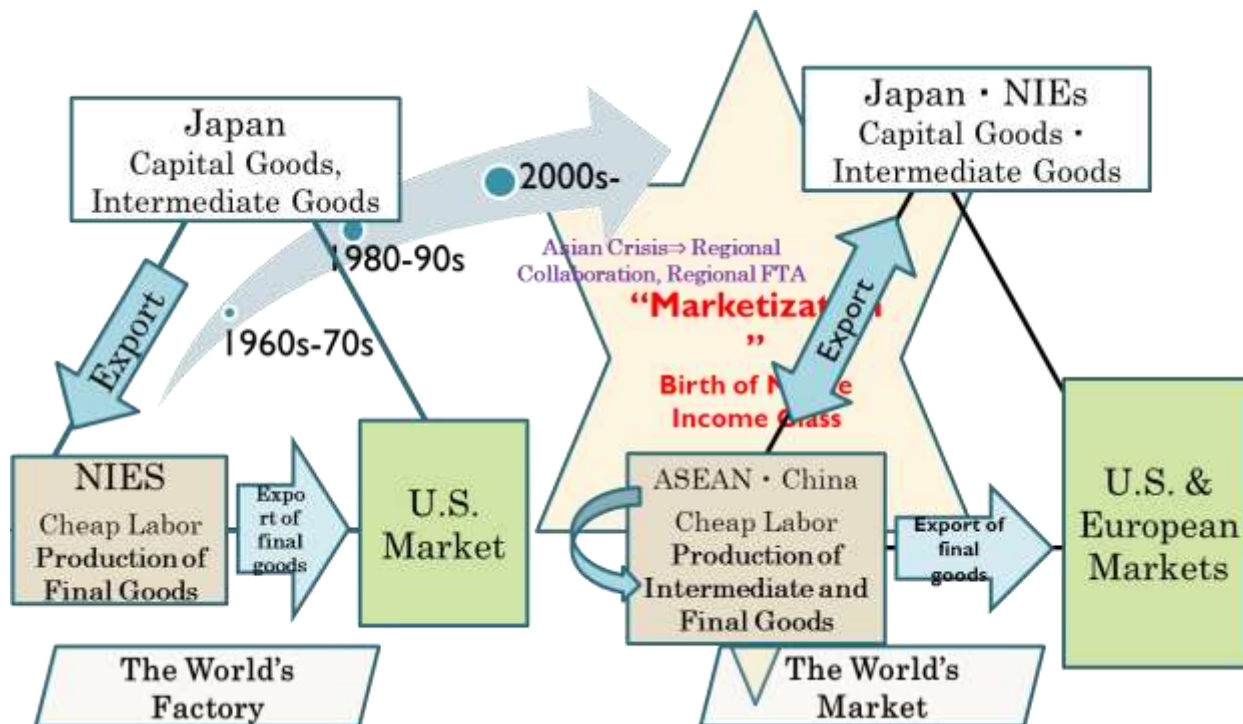 Japan
Capital Goods,
Intermediate Goods
Export
NIES
Cheap Labor
Production of
Final Goods
Expo
rt of
final
goods
U.S.
Market
The World's
Factory
1960s-70s
1980-90s
2000s-
Asian Crisis⇒ Regional
Collaboration, Regional FTA
“Marketization
”
Birth of
Income
Japan・NIEs
Capital Goods・
Intermediate Goods
Export
ASEAN・China
Cheap Labor
Production of
Intermediate and
Final Goods
Export of
final
goods
U.S. &
European
Markets
The World's
Market